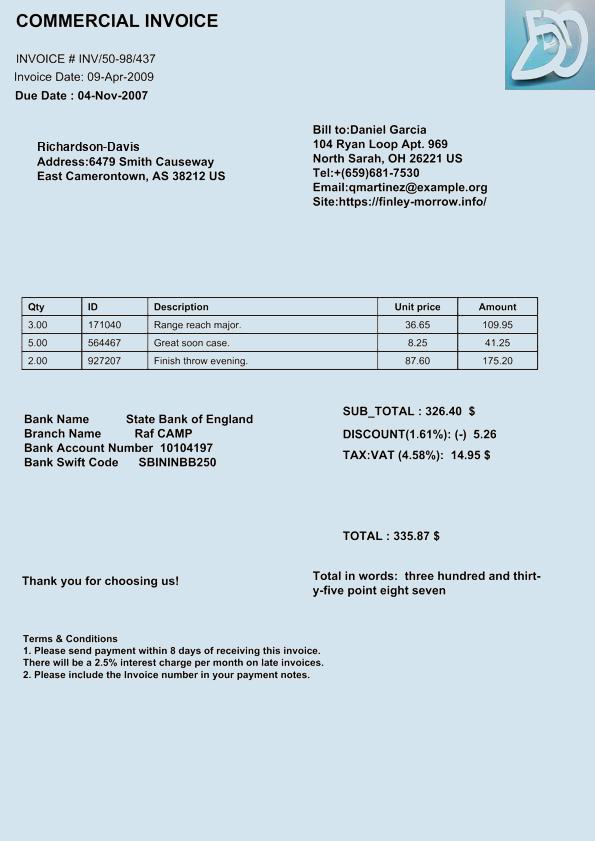 COMMERCIAL INVOICE
INVOICE # INV/50-98/437
Invoice Date: 09-Apr-2009
Due Date : 04-Nov-2007
Richardson-Davis
Address:6479 Smith Causeway
East Camerontown, AS 38212 US
Bill to:Daniel Garcia
104 Ryan Loop Apt. 969
North Sarah, OH 26221 US
Tel:+(659)681-7530
Email:qmartinez@example.org
Site:https://finley-morrow.info/
Qty ID Description Unit price Amount
3.00 171040 Range reach major. 36.65 109.95
5.00 564467 Great soon case. 8.25 41.25
2.00 927207 Finish throw evening. 87.60 175.20
Bank Name State Bank of England
Branch Name Raf CAMP
Bank Account Number 10104197
Bank Swift Code SBININBB250
SUB_TOTAL : 326.40 $
DISCOUNT(1.61%): (-) 5.26
TAX:VAT (4.58%): 14.95 $
TOTAL : 335.87 $
Thank you for choosing us!
Total in words: three hundred and thirt-
y-five point eight seven
Terms & Conditions
1. Please send payment within 8 days of receiving this invoice.
There will be a 2.5% interest charge per month on late invoices.
2. Please include the Invoice number in your payment notes.